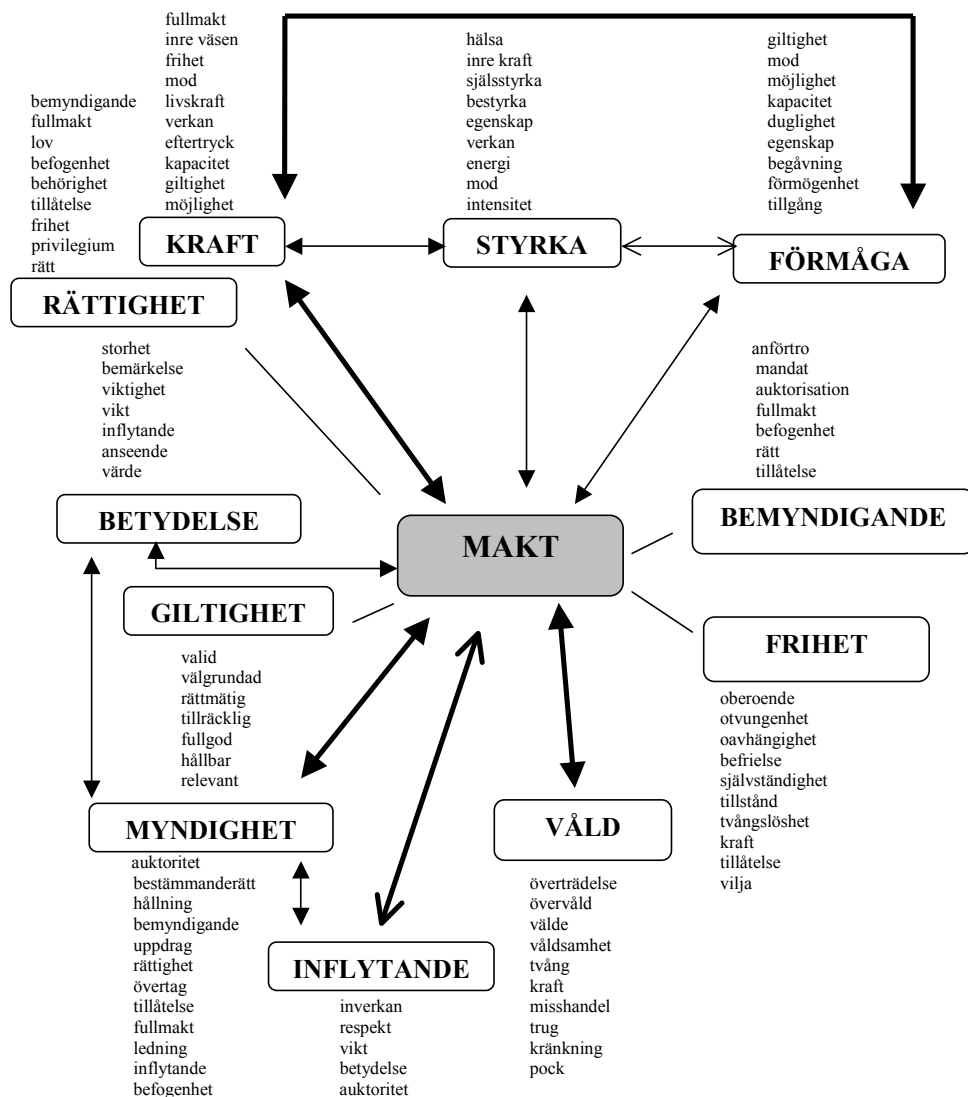 fullmakt
inre väsen
frihet
mod
livskraft
verkan
eftertryck
kapacitet
giltighet
möjlighet
KRAFT
hälsa
inre kraft
själsstyrka
bestyrka
egenskap
verkan
energi
mod
intensitet
STYRKA
giltighet
mod
möjlighet
kapacitet
duglighet
egenskap
begåvning
förmögenhet
tillgång
FÖRMÅGA
bemyndigande
fullmakt
lov
befogenhet
behörighet
tillåtelse
frihet
privilegium
rätt
RÄTTIGHET
storhet
bemärkelse
viktighet
vikt
inflytande
anseende
värde
BETYDELSE
anförtro
mandat
auktorisation
fullmakt
befogenhet
rätt
tillåtelse
BEMYNDIGANDE
MAKT
GILTIGHET
valid
välgrundad
rättmätig
tillräcklig
fullgod
hållbar
relevant
FRIHET
oberoende
otvungenhet
oavhängighet
befrielse
självständighet
tillstånd
tvångslöshet
kraft
tillåtelse
vilja
MYNDIGHET
auktoritet
bestämmanderätt
hållning
bemyndigande
uppdrag
rättighet
övertag
tillåtelse
fullmakt
ledning
inflytande
befogenhet
VÅLD
överträdelse
övervåld
välde
våldsamhet
tvång
kraft
misshandel
trug
kränkning
pock
INFLYTANDE
inverkan
respekt
vikt
betydelse
auktoritet